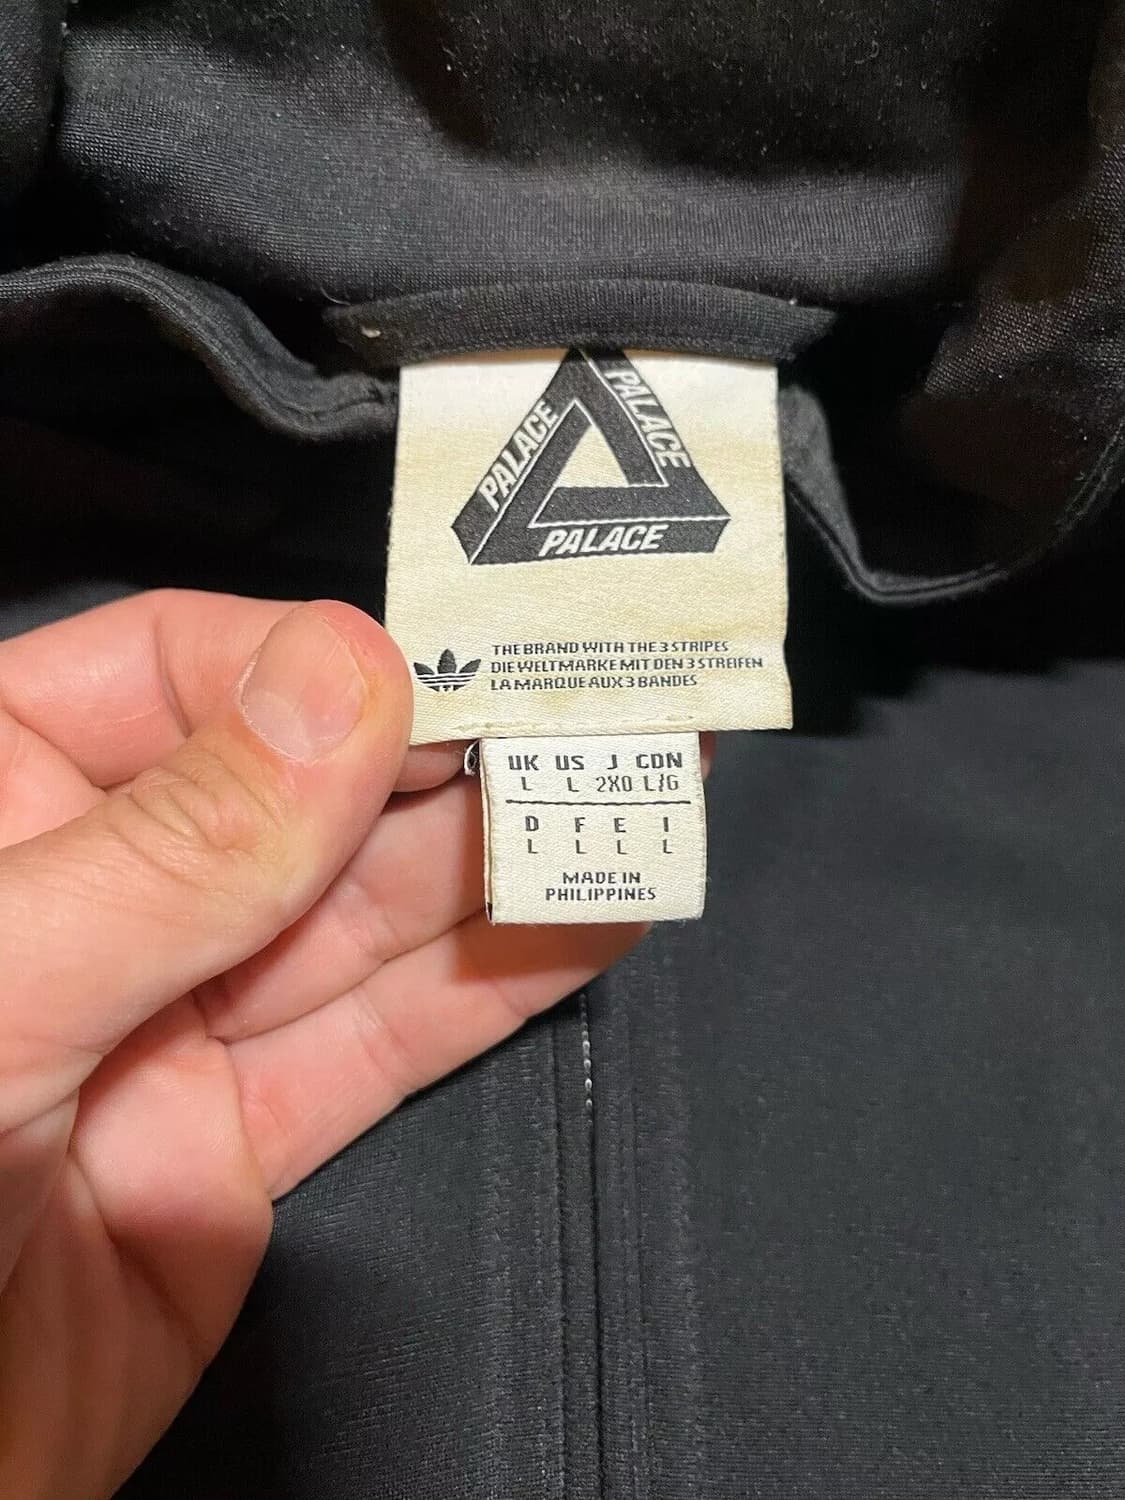 PALACE
PALACE
PALACE
THE BRAND WITH THE 3 STRIPES
DIE WELTMARKE MIT DEN 3 STREIFEN
LA MARQUE AUX 3 BANDES
UK US J CDN
L L 2XO L/G
D F E I
L L L L
MADE IN
PHILIPPINES